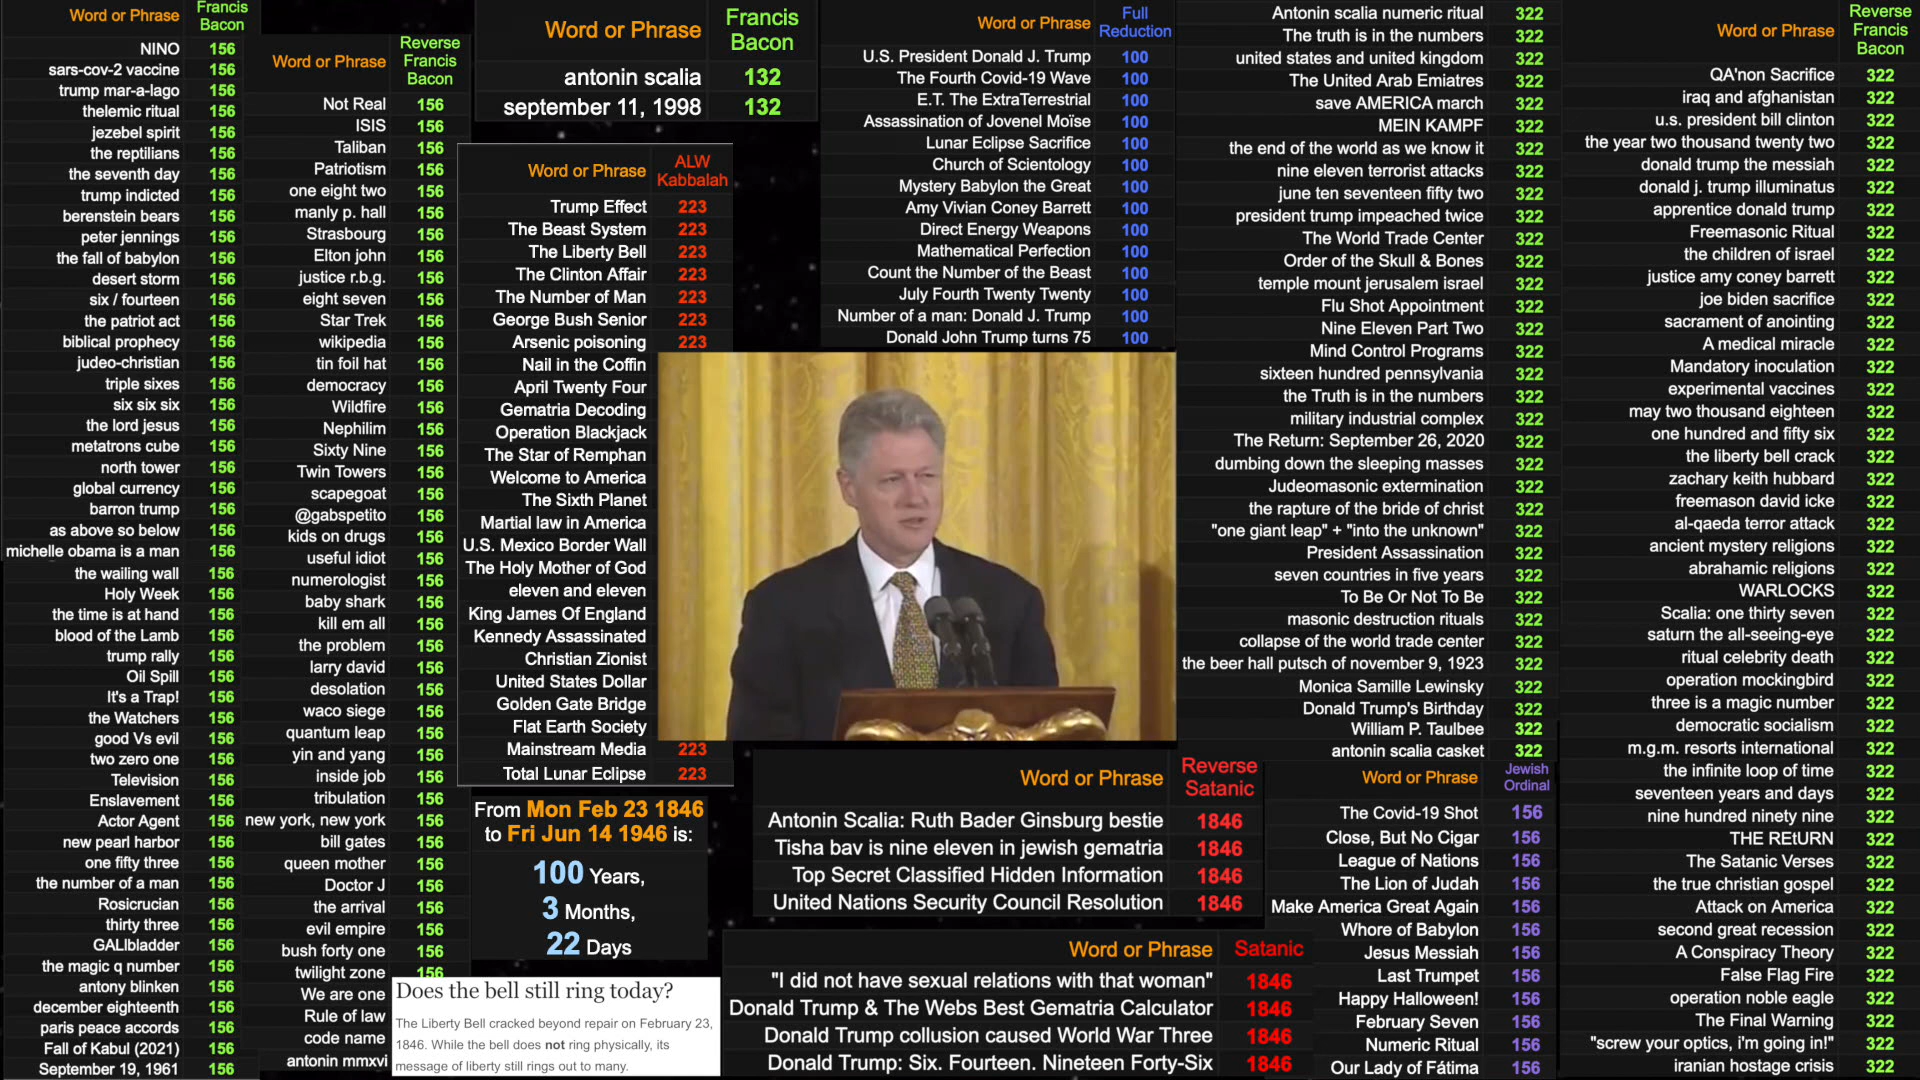 Word or Phrase Francis Bacon
NINO 156
sars-cov-2 vaccine 156
trump mar-a-lago 156
thelemic ritual 156
jezebel spirit 156
the reptilians 156
the seventh day 156
trump indicted 156
berenstein bears 156
peter jennings 156
the fall of babylon 156
desert storm 156
six / fourteen 156
the patriot act 156
biblical prophecy 156
judeo-christian 156
triple sixes 156
six six six 156
the lord jesus 156
metatrons cube 156
north tower 156
global currency 156
barron trump 156
as above so below 156
michelle obama is a man 156
the wailing wall 156
Holy Week 156
the time is at hand 156
blood of the Lamb 156
trump rally 156
Oil Spill 156
It's a Trap! 156
the Watchers 156
good Vs evil 156
two zero one 156
Television 156
Enslavement 156
Actor Agent 156
new pearl harbor 156
one fifty three 156
the number of a man 156
Rosicrucian 156
thirty three 156
GALlbladder 156
the magic q number 156
antony blinken 156
december eighteenth 156
paris peace accords 156
Fall of Kabul (2021) 156
September 19, 1961 156
Word or Phrase Reverse Francis Bacon
Not Real 156
ISIS 156
Taliban 156
Patriotism 156
one eight two 156
manly p. hall 156
Strasbourg 156
Elton john 156
justice r.b.g. 156
eight seven 156
Star Trek 156
wikipedia 156
tin foil hat 156
democracy 156
Wildfire 156
Nephilim 156
Sixty Nine 156
Twin Towers 156
scapegoat 156
@gabspetito 156
kids on drugs 156
useful idiot 156
numerologist 156
baby shark 156
kill em all 156
the problem 156
larry david 156
desolation 156
waco siege 156
quantum leap 156
yin and yang 156
inside job 156
tribulation 156
new york, new york 156
bill gates 156
queen mother 156
Doctor J 156
the arrival 156
evil empire 156
bush forty one 156
twilight zone 156
We are one
Rule of law
code name
antonin mmxvi
Word or Phrase Francis Bacon
antonin scalia 132
september 11, 1998 132
Word or Phrase ALW Kabbalah
Trump Effect 223
The Beast System 223
The Liberty Bell 223
The Clinton Affair 223
The Number of Man 223
George Bush Senior 223
Arsenic poisoning 223
Nail in the Coffin
April Twenty Four
Gematria Decoding
Operation Blackjack
The Star of Remphan
Welcome to America
The Sixth Planet
Martial law in America
U.S. Mexico Border Wall
The Holy Mother of God
eleven and eleven
King James Of England
Kennedy Assassinated
Christian Zionist
United States Dollar
Golden Gate Bridge
Flat Earth Society
Mainstream Media 223
Total Lunar Eclipse 223
From Mon Feb 23 1846
to Fri Jun 14 1946 is:
100 Years,
3 Months,
22 Days
Does the bell still ring today?
The Liberty Bell cracked beyond repair on February 23,
1846. While the bell does not ring physically, its
message of liberty still rings out to many.
Word or Phrase Full Reduction
U.S. President Donald J. Trump 100
The Fourth Covid-19 Wave 100
E.T. The ExtraTerrestrial 100
Assassination of Jovenel Moïse 100
Lunar Eclipse Sacrifice 100
Church of Scientology 100
Mystery Babylon the Great 100
Amy Vivian Coney Barrett 100
Direct Energy Weapons 100
Mathematical Perfection 100
Count the Number of the Beast 100
July Fourth Twenty Twenty 100
Number of a man: Donald J. Trump 100
Donald John Trump turns 75 100
Word or Phrase Reverse Satanic
Antonin Scalia: Ruth Bader Ginsburg bestie 1846
Tisha bav is nine eleven in jewish gematria 1846
Top Secret Classified Hidden Information 1846
United Nations Security Council Resolution 1846
Word or Phrase Satanic
"I did not have sexual relations with that woman" 1846
Donald Trump & The Webs Best Gematria Calculator 1846
Donald Trump collusion caused World War Three 1846
Donald Trump: Six. Fourteen. Nineteen Forty-Six 1846
Antonin scalia numeric ritual 322
The truth is in the numbers 322
united states and united kingdom 322
The United Arab Emiatres 322
save AMERICA march 322
MEIN KAMPF 322
the end of the world as we know it 322
nine eleven terrorist attacks 322
june ten seventeen fifty two 322
president trump impeached twice 322
The World Trade Center 322
Order of the Skull & Bones 322
temple mount jerusalem israel 322
Flu Shot Appointment 322
Nine Eleven Part Two 322
Mind Control Programs 322
sixteen hundred pennsylvania 322
the Truth is in the numbers 322
military industrial complex 322
The Return: September 26, 2020 322
dumbing down the sleeping masses 322
Judeomasonic extermination 322
the rapture of the bride of christ 322
"one giant leap" + "into the unknown" 322
President Assassination 322
seven countries in five years 322
To Be Or Not To Be 322
masonic destruction rituals 322
collapse of the world trade center 322
the beer hall putsch of november 9, 1923 322
Monica Samille Lewinsky 322
Donald Trump's Birthday 322
William P. Taulbee 322
antonin scalia casket 322
Word or Phrase Jewish Ordinal
The Covid-19 Shot 156
Close, But No Cigar 156
League of Nations 156
The Lion of Judah 156
Make America Great Again 156
Whore of Babylon 156
Jesus Messiah 156
Last Trumpet 156
Happy Halloween! 156
February Seven 156
Numeric Ritual 156
Our Lady of Fátima 156
Word or Phrase Reverse Francis Bacon
QA'non Sacrifice 322
iraq and afghanistan 322
u.s. president bill clinton 322
the year two thousand twenty two 322
donald trump the messiah 322
donald j. trump illuminatus 322
apprentice donald trump 322
Freemasonic Ritual 322
the children of israel 322
justice amy coney barrett 322
joe biden sacrifice 322
sacrament of anointing 322
A medical miracle 322
Mandatory inoculation 322
experimental vaccines 322
may two thousand eighteen 322
one hundred and fifty six 322
the liberty bell crack 322
zachary keith hubbard 322
freemason david icke 322
al-qaeda terror attack 322
ancient mystery religions 322
abrahamic religions 322
WARLOCKS 322
Scalia: one thirty seven 322
saturn the all-seeing-eye 322
ritual celebrity death 322
operation mockingbird 322
three is a magic number 322
democratic socialism 322
m.g.m. resorts international 322
the infinite loop of time 322
seventeen years and days 322
nine hundred ninety nine 322
THE REtURN 322
The Satanic Verses 322
the true christian gospel 322
Attack on America 322
second great recession 322
A Conspiracy Theory 322
False Flag Fire 322
operation noble eagle 322
The Final Warning 322
"screw your optics, i'm going in!" 322
iranian hostage crisis 322